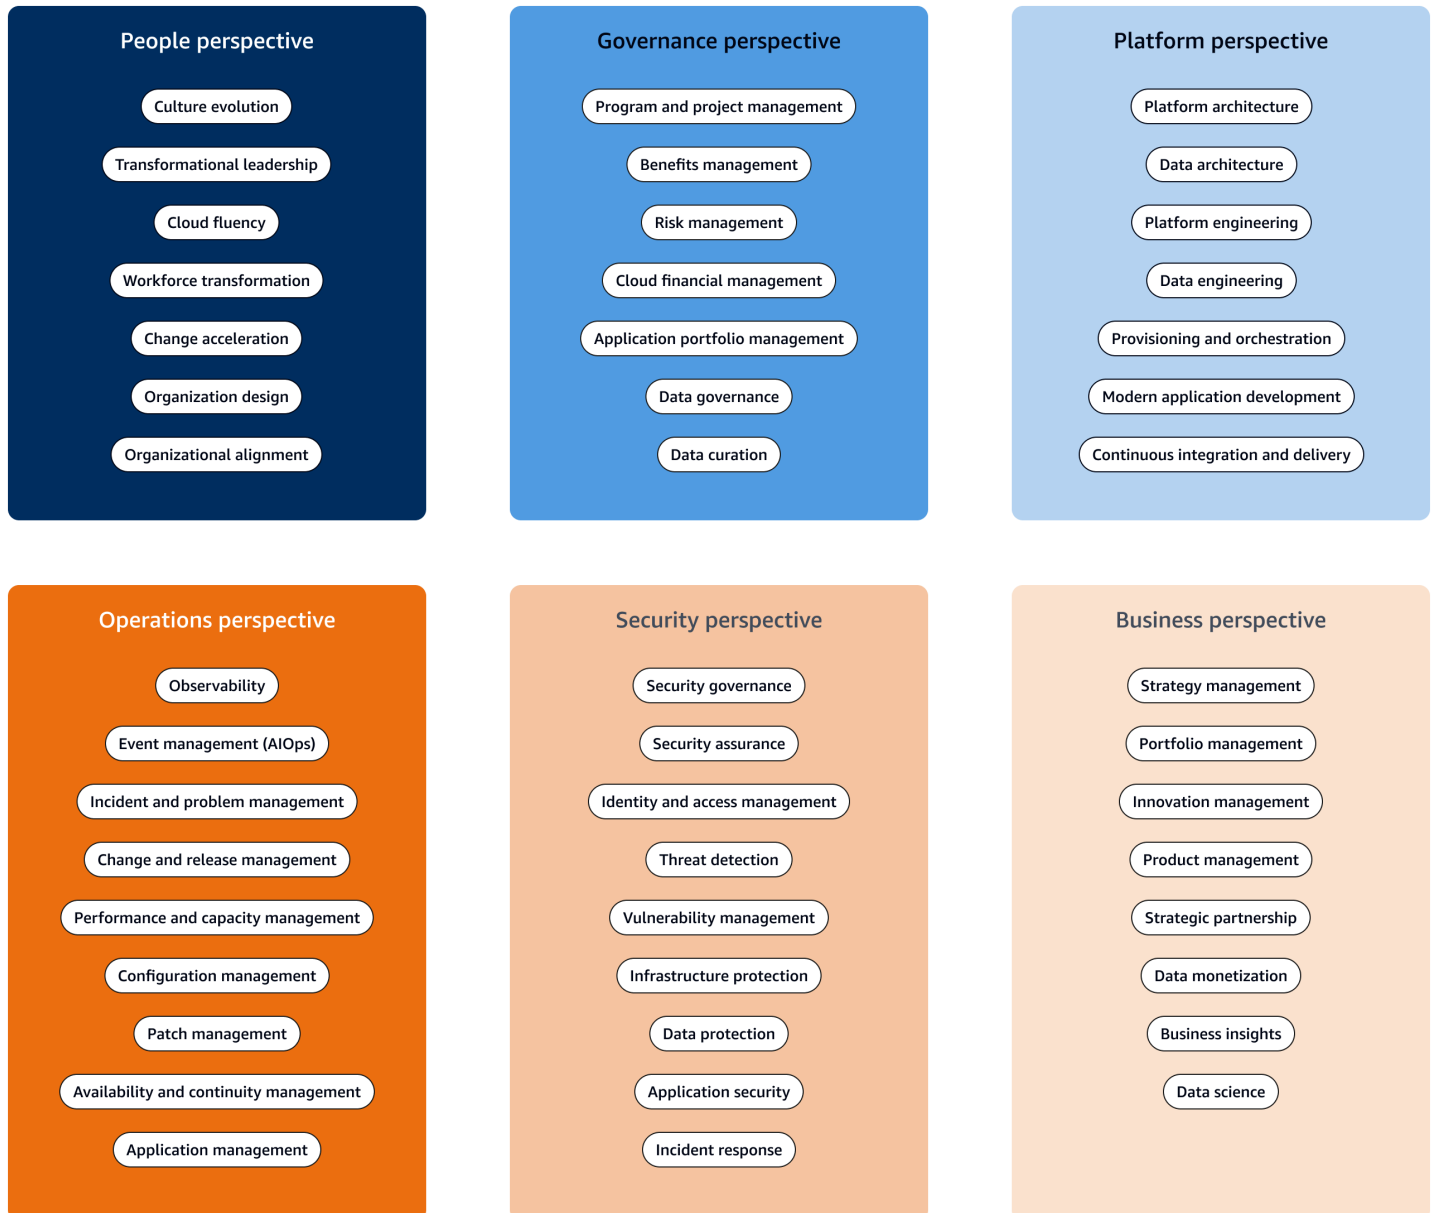 People perspective
Culture evolution
Transformational leadership
Cloud fluency
Workforce transformation
Change acceleration
Organization design
Organizational alignment
Governance perspective
Program and project management
Benefits management
Risk management
Cloud financial management
Application portfolio management
Data governance
Data curation
Platform perspective
Platform architecture
Data architecture
Platform engineering
Data engineering
Provisioning and orchestration
Modern application development
Continuous integration and delivery
Operations perspective
Observability
Event management (AIOps)
Incident and problem management
Change and release management
Performance and capacity management
Configuration management
Patch management
Availability and continuity management
Application management
Security perspective
Security governance
Security assurance
Identity and access management
Threat detection
Vulnerability management
Infrastructure protection
Data protection
Application security
Incident response
Business perspective
Strategy management
Portfolio management
Innovation management
Product management
Strategic partnership
Data monetization
Business insights
Data science